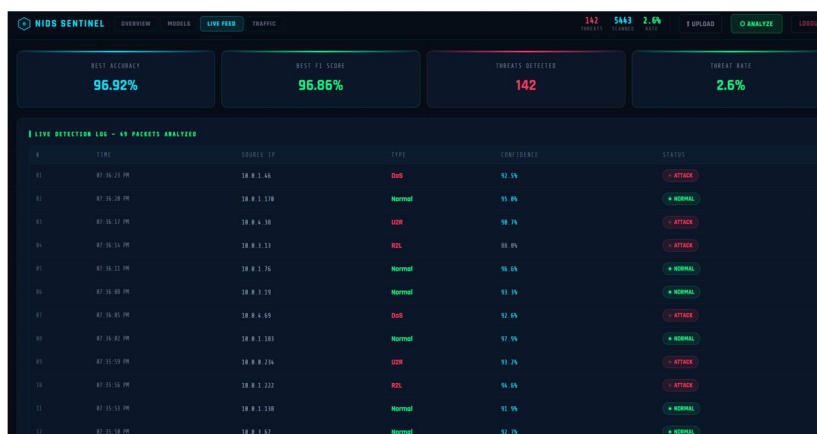 NIDS SENTINEL OVERVIEW MODELS LIVE FEED TRAFFIC 142 THREATS 5443 SCANNED 2.6% RATE UPLOAD ANALYZE
BEST ACCURACY BEST F1 SCORE THREATS DETECTED THREAT RATE
96.92% 96.86% 142 2.6%
LIVE DETECTION LOG — 49 PACKETS ANALYZED
# TIME SOURCE IP TYPE CONFIDENCE STATUS
01 07:36:23 PM 10.0.1.46 DoS 92.5% ATTACK
02 07:36:20 PM 10.0.1.170 Normal 95.0% NORMAL
03 07:36:17 PM 10.0.4.30 U2R 90.7% ATTACK
04 07:36:14 PM 10.0.3.13 R2L 88.0% ATTACK
05 07:36:11 PM 10.0.1.76 Normal 96.6% NORMAL
06 07:36:08 PM 10.0.3.19 Normal 93.3% NORMAL
07 07:36:05 PM 10.0.4.69 DoS 92.6% ATTACK
08 07:36:02 PM 10.0.1.103 Normal 97.9% NORMAL
09 07:35:59 PM 10.0.0.234 U2R 93.2% ATTACK
10 07:35:56 PM 10.0.1.222 R2L 94.6% ATTACK
11 07:35:53 PM 10.0.1.138 Normal 91.9% NORMAL
12 07:35:50 PM 10.0.3.67 Normal 92.7% NORMAL